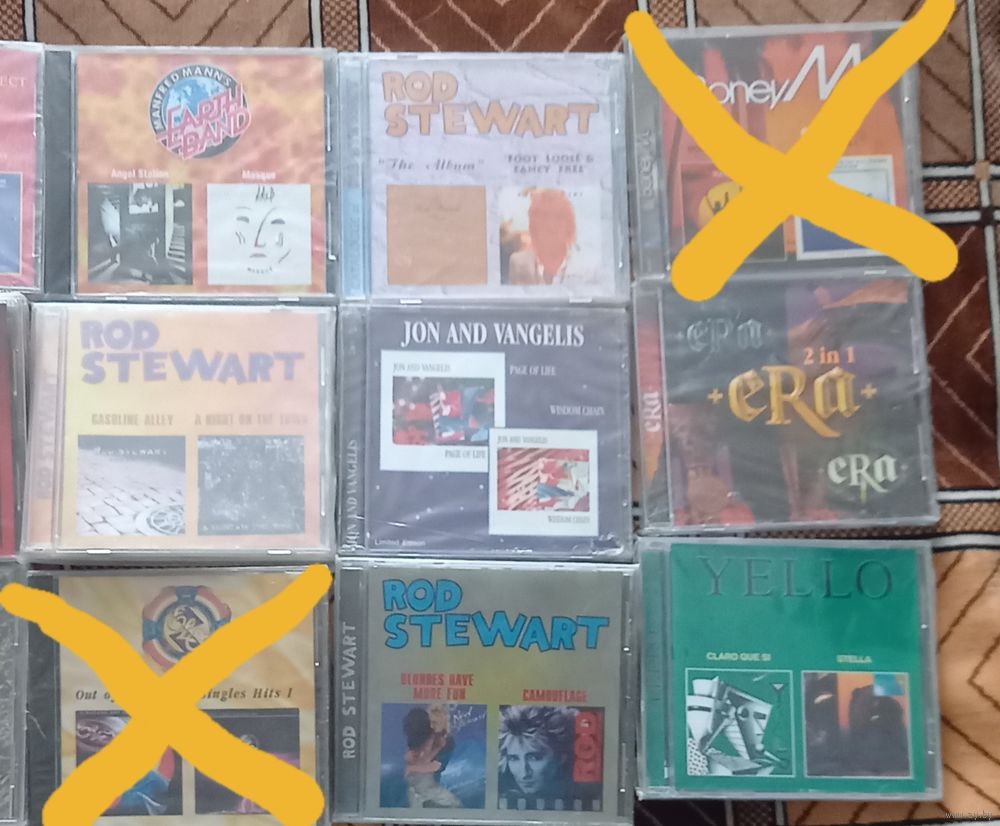 ECT
MANFRED MANN'S
EARTH
BAND
Angel Station
Masque
ROD
STEWART
"The Album"
FOOT LOOSE &
FANCY FREE
oney M
ROD
STEWART
GASOLINE ALLEY
A NIGHT ON THE TOWN
JON AND VANGELIS
JON AND VANGELIS
JON AND VANGELIS
PAGE OF LIFE
WISDOM CHAIN
PAGE OF LIFE
JON AND VANGELIS
WISDOM CHAIN
Limited Edition
eRa
eRa
2 in 1
eRa
eRa
Out
Singles Hits 1
ROD STEWART
ROD
STEWART
BLONDES HAVE
MORE FUN
CAMOUFLAGE
ROD
YELLO
CLARO QUE SI
STELLA